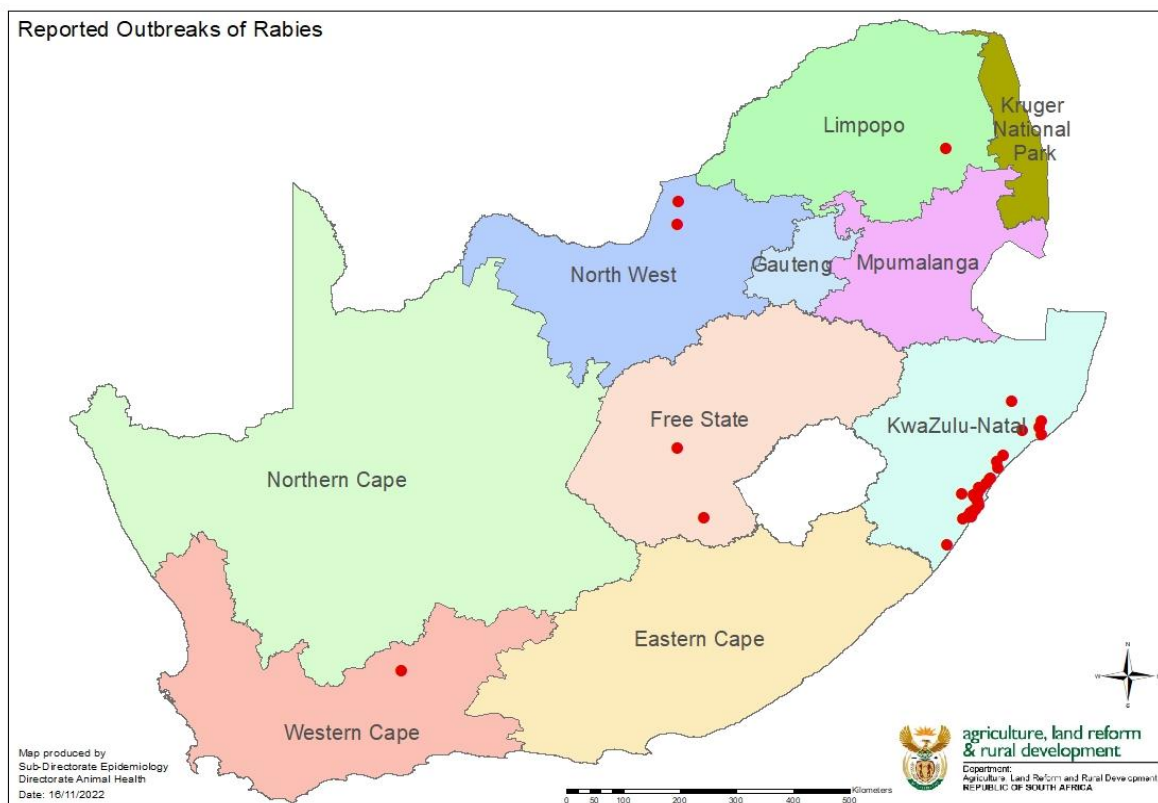 Reported Outbreaks of Rabies
Kruger
National
Park
Limpopo
North West
Gauteng
Mpumalanga
Free State
KwaZulu-Natal
Northern Cape
Eastern Cape
Western Cape
N
W
S
Map produced by
Sub-Directorate Epidemiology
Directorate Animal Health
Date: 16/11/2022
Kilometers
0 50 100 200 300 400 500
agriculture, land reform
& rural development
Department:
Agriculture, Land Reform and Rural Development
REPUBLIC OF SOUTH AFRICA